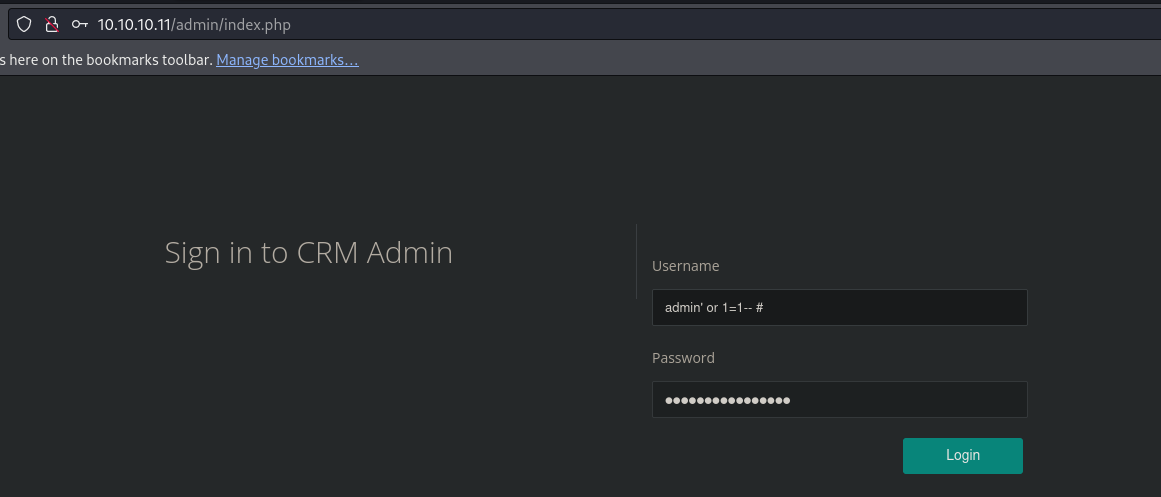 10.10.10.11/admin/index.php
s here on the bookmarks toolbar. Manage bookmarks...
Sign in to CRM Admin
Username
admin' or 1=1-- #
Password
●●●●●●●●●●●●●●●●
Login